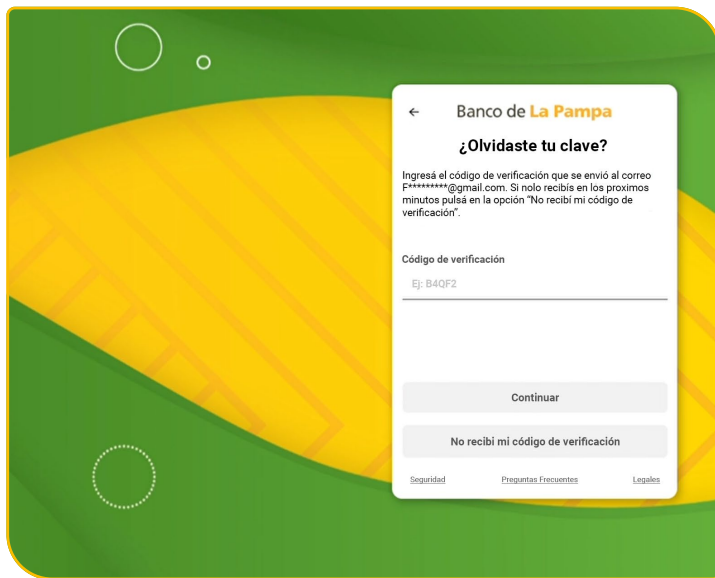 Banco de La Pampa
¿Olvidaste tu clave?
Ingresá el código de verificación que se envió al correo
F*********@gmail.com. Si nolo recibís en los proximos
minutos pulsá en la opción “No recibí mi código de
verificación”.
Código de verificación
Ej: B4QF2
Continuar
No recibi mi código de verificación
Seguridad Preguntas Frecuentes Legales